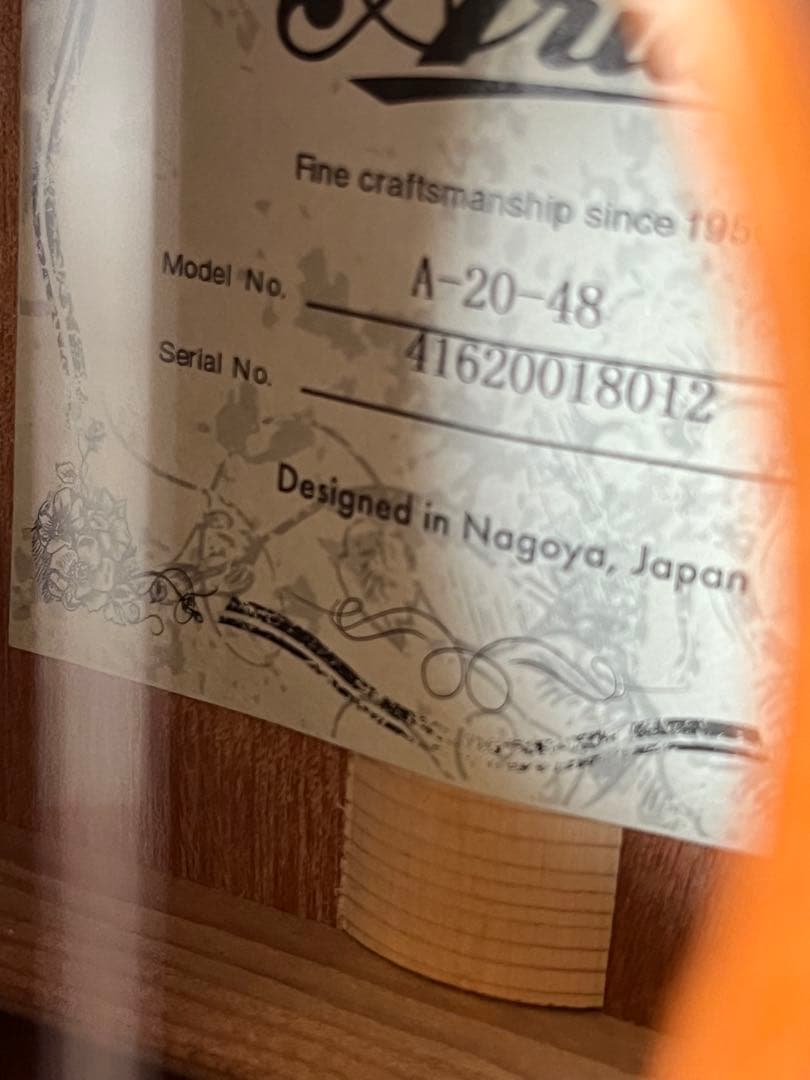 Fine craftsmanship since
Model No. A-20-48
Serial No. 41620018012
Designed in Nagoya, Japan